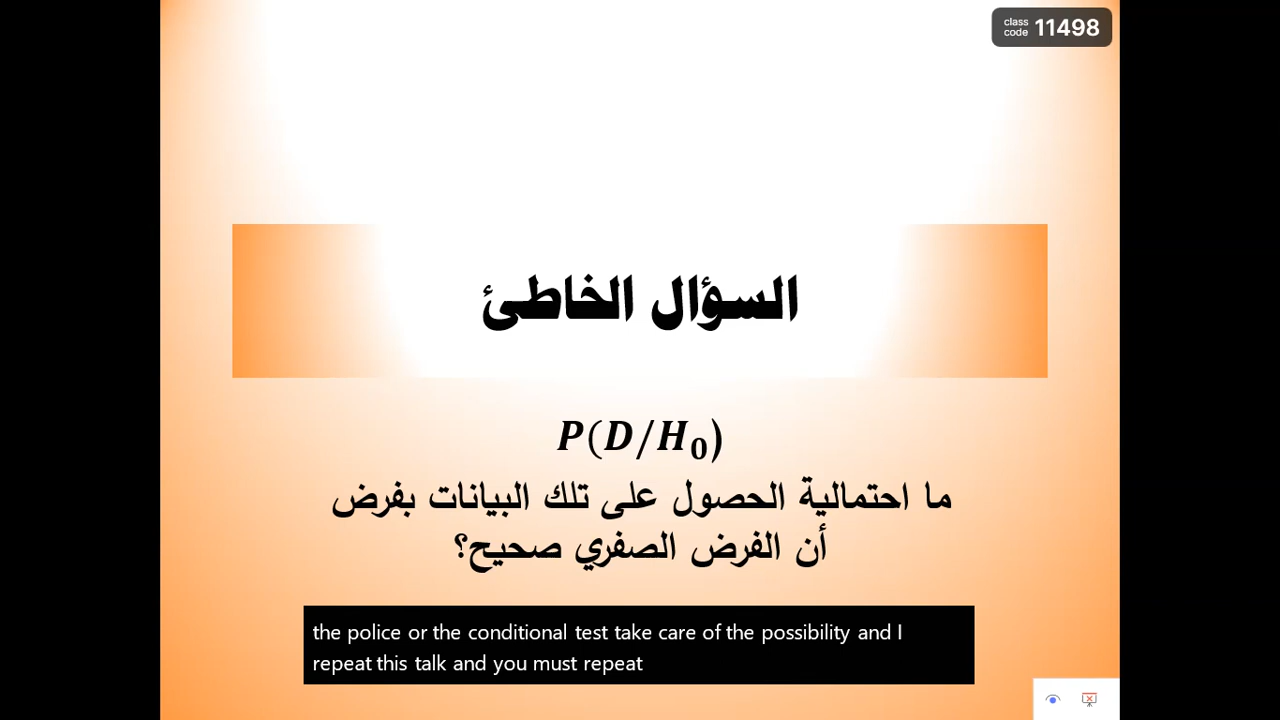 class
code 11498
السؤال الخاطئ
P(D/H₀)
ما احتمالية الحصول على تلك البيانات بفرض
أن الفرض الصفري صحيح؟
the police or the conditional test take care of the possibility and I
repeat this talk and you must repeat